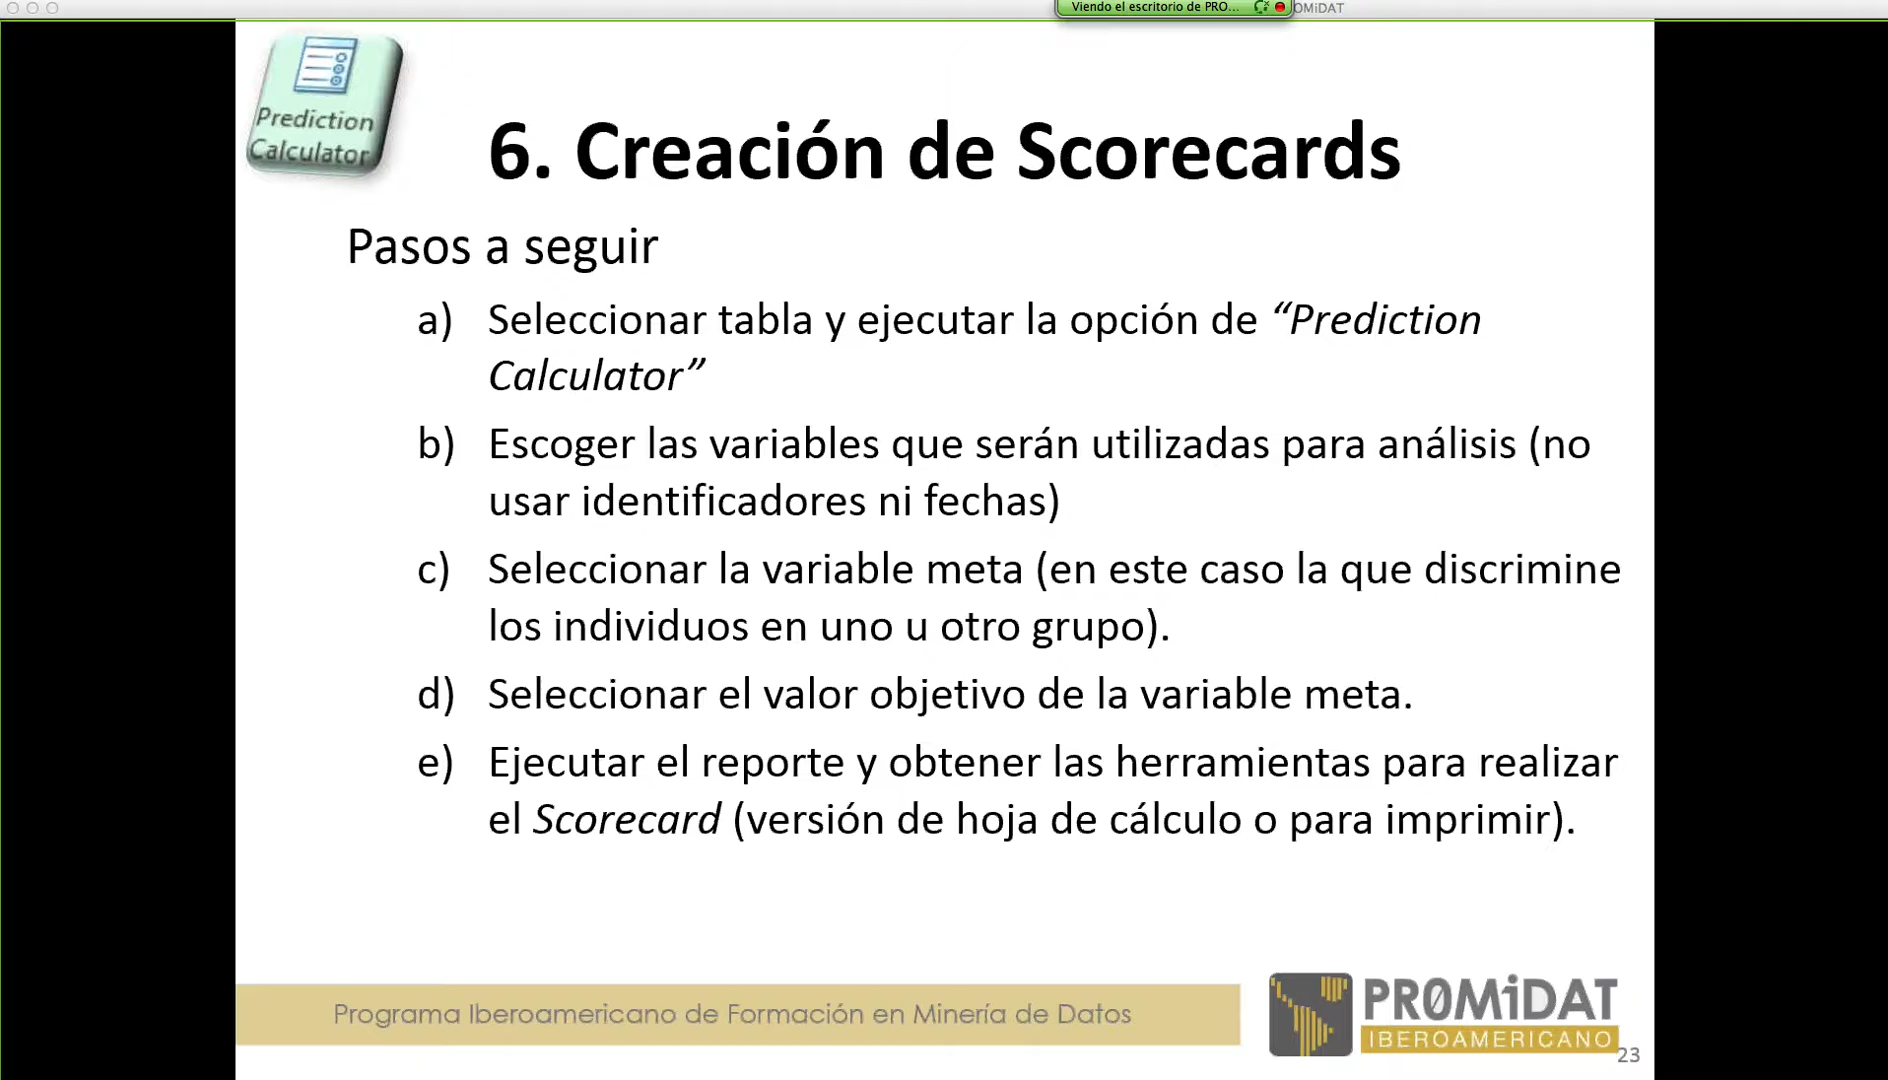 Viendo el escritorio de PRO...
OMiDAT
Prediction
Calculator
6. Creación de Scorecards
Pasos a seguir
a) Seleccionar tabla y ejecutar la opción de “Prediction
Calculator”
b) Escoger las variables que serán utilizadas para análisis (no
usar identificadores ni fechas)
c) Seleccionar la variable meta (en este caso la que discrimine
los individuos en uno u otro grupo).
d) Seleccionar el valor objetivo de la variable meta.
e) Ejecutar el reporte y obtener las herramientas para realizar
el Scorecard (versión de hoja de cálculo o para imprimir).
Programa Iberoamericano de Formación en Minería de Datos
PR0MiDAT
IBEROAMERICANO
23